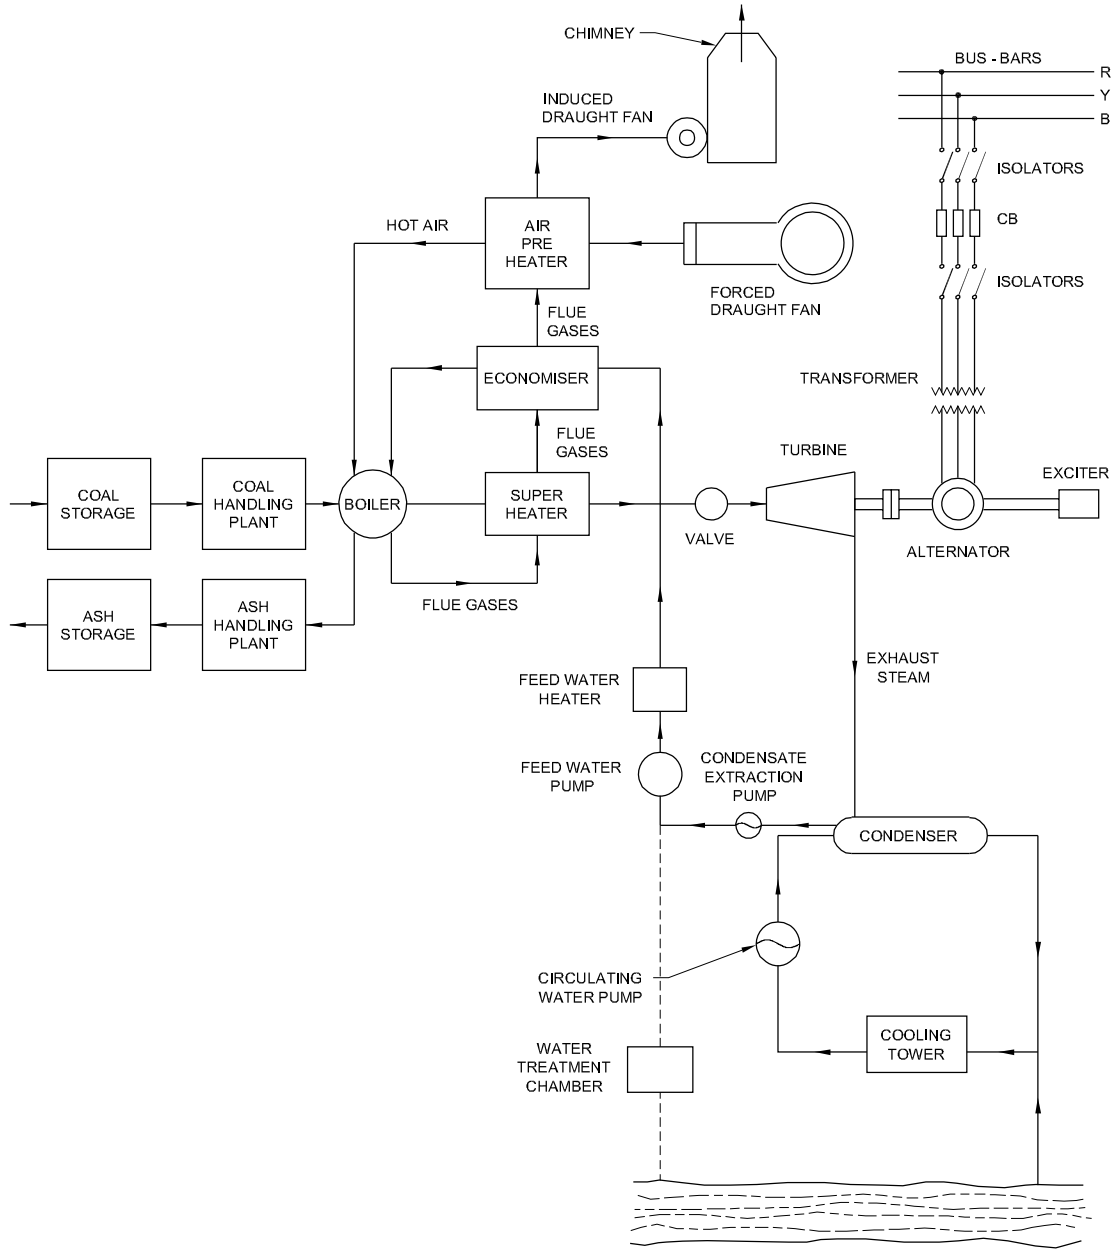 CHIMNEY
BUS - BARS
R
Y
B
INDUCED
DRAUGHT FAN
ISOLATORS
CB
ISOLATORS
HOT AIR
AIR
PRE
HEATER
FORCED
DRAUGHT FAN
FLUE
GASES
ECONOMISER
TRANSFORMER
FLUE
GASES
TURBINE
EXCITER
COAL
STORAGE
COAL
HANDLING
PLANT
BOILER
SUPER
HEATER
VALVE
ALTERNATOR
FLUE GASES
ASH
STORAGE
ASH
HANDLING
PLANT
EXHAUST
STEAM
FEED WATER
HEATER
FEED WATER
PUMP
CONDENSATE
EXTRACTION
PUMP
CONDENSER
CIRCULATING
WATER PUMP
COOLING
TOWER
WATER
TREATMENT
CHAMBER